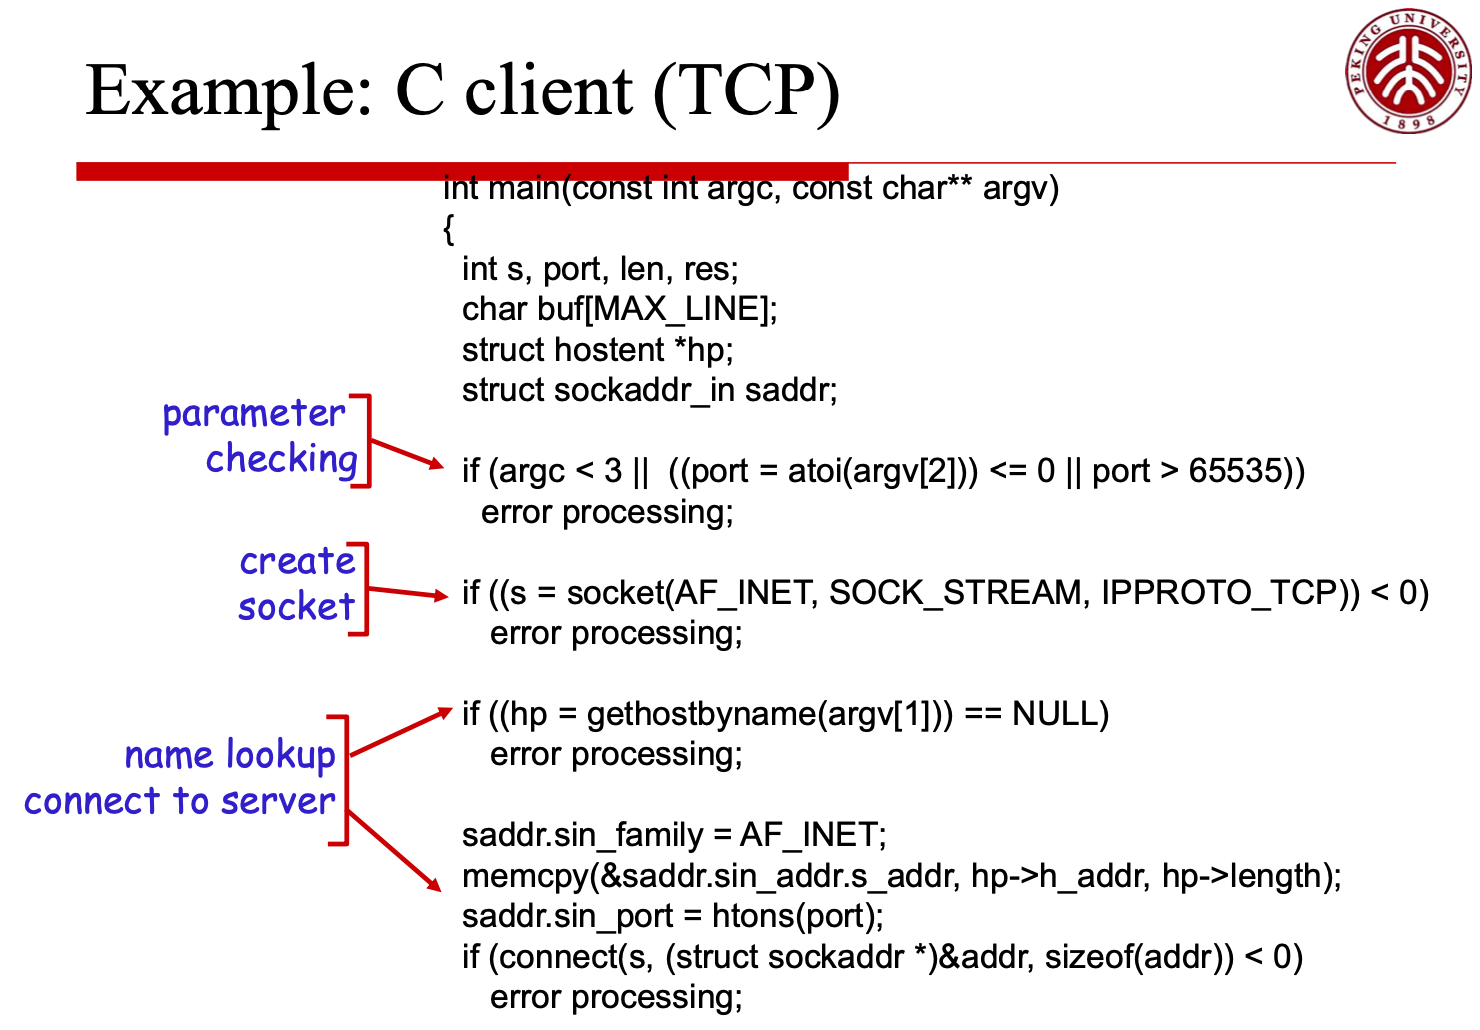 Example: C client (TCP)
PEKING UNIVERSITY
1898
int main(const int argc, const char** argv)
{
int s, port, len, res;
char buf[MAX_LINE];
struct hostent *hp;
struct sockaddr_in saddr;
parameter
checking
if (argc < 3 || ((port = atoi(argv[2])) <= 0 || port > 65535))
error processing;
create
socket
if ((s = socket(AF_INET, SOCK_STREAM, IPPROTO_TCP)) < 0)
error processing;
name lookup
connect to server
if ((hp = gethostbyname(argv[1])) == NULL)
error processing;
saddr.sin_family = AF_INET;
memcpy(&saddr.sin_addr.s_addr, hp->h_addr, hp->length);
saddr.sin_port = htons(port);
if (connect(s, (struct sockaddr *)&addr, sizeof(addr)) < 0)
error processing;